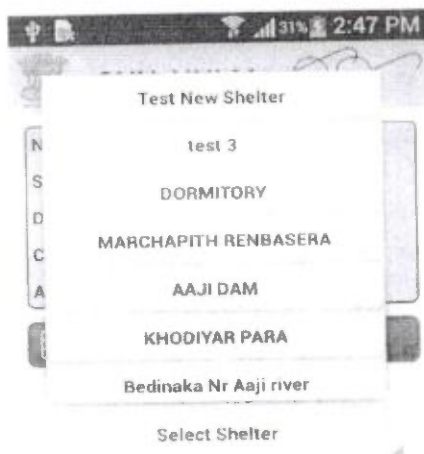 31% 2:47 PM
Test New Shelter
N
test 3
S
DORMITORY
D
MARCHAPITH RENBASERA
C
A
AAJI DAM
KHODIYAR PARA
Bedinaka Nr Aaji river
Select Shelter